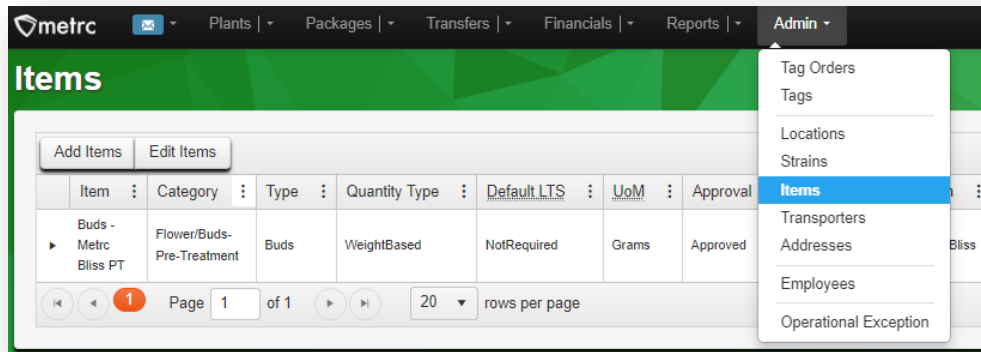 metrc Plants | Packages | Transfers | Financials | Reports | Admin
Items
Tag Orders
Tags
Locations
Strains
Items
Transporters
Addresses
Employees
Operational Exception
Add Items Edit Items
Item Category Type Quantity Type Default LTS UoM Approval
Buds -
Metrc
Bliss PT
Flower/Buds-
Pre-Treatment
Buds WeightBased NotRequired Grams Approved Bliss
1 Page 1 of 1 20 rows per page